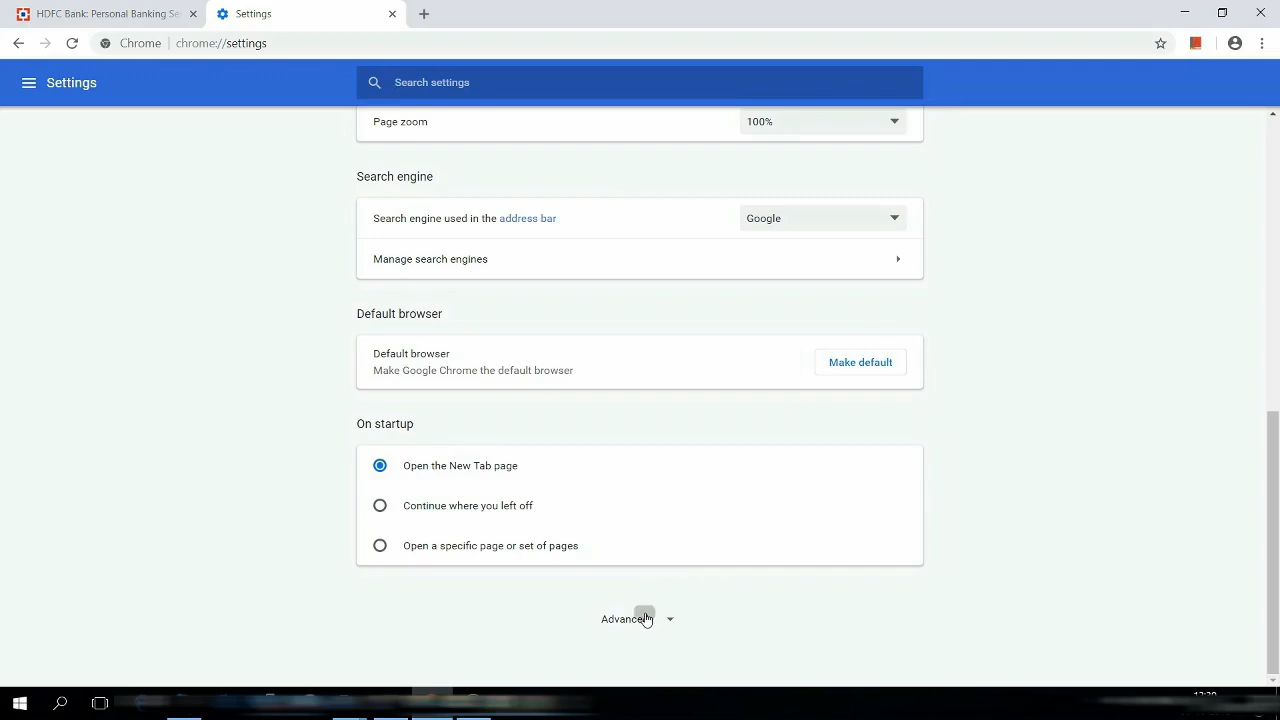 HDFC Bank: Personal Banking Se
Settings
Chrome | chrome://settings
Settings
Search settings
Page zoom
100%
Search engine
Search engine used in the address bar
Google
Manage search engines
Default browser
Default browser
Make Google Chrome the default browser
Make default
On startup
Open the New Tab page
Continue where you left off
Open a specific page or set of pages
Advanced